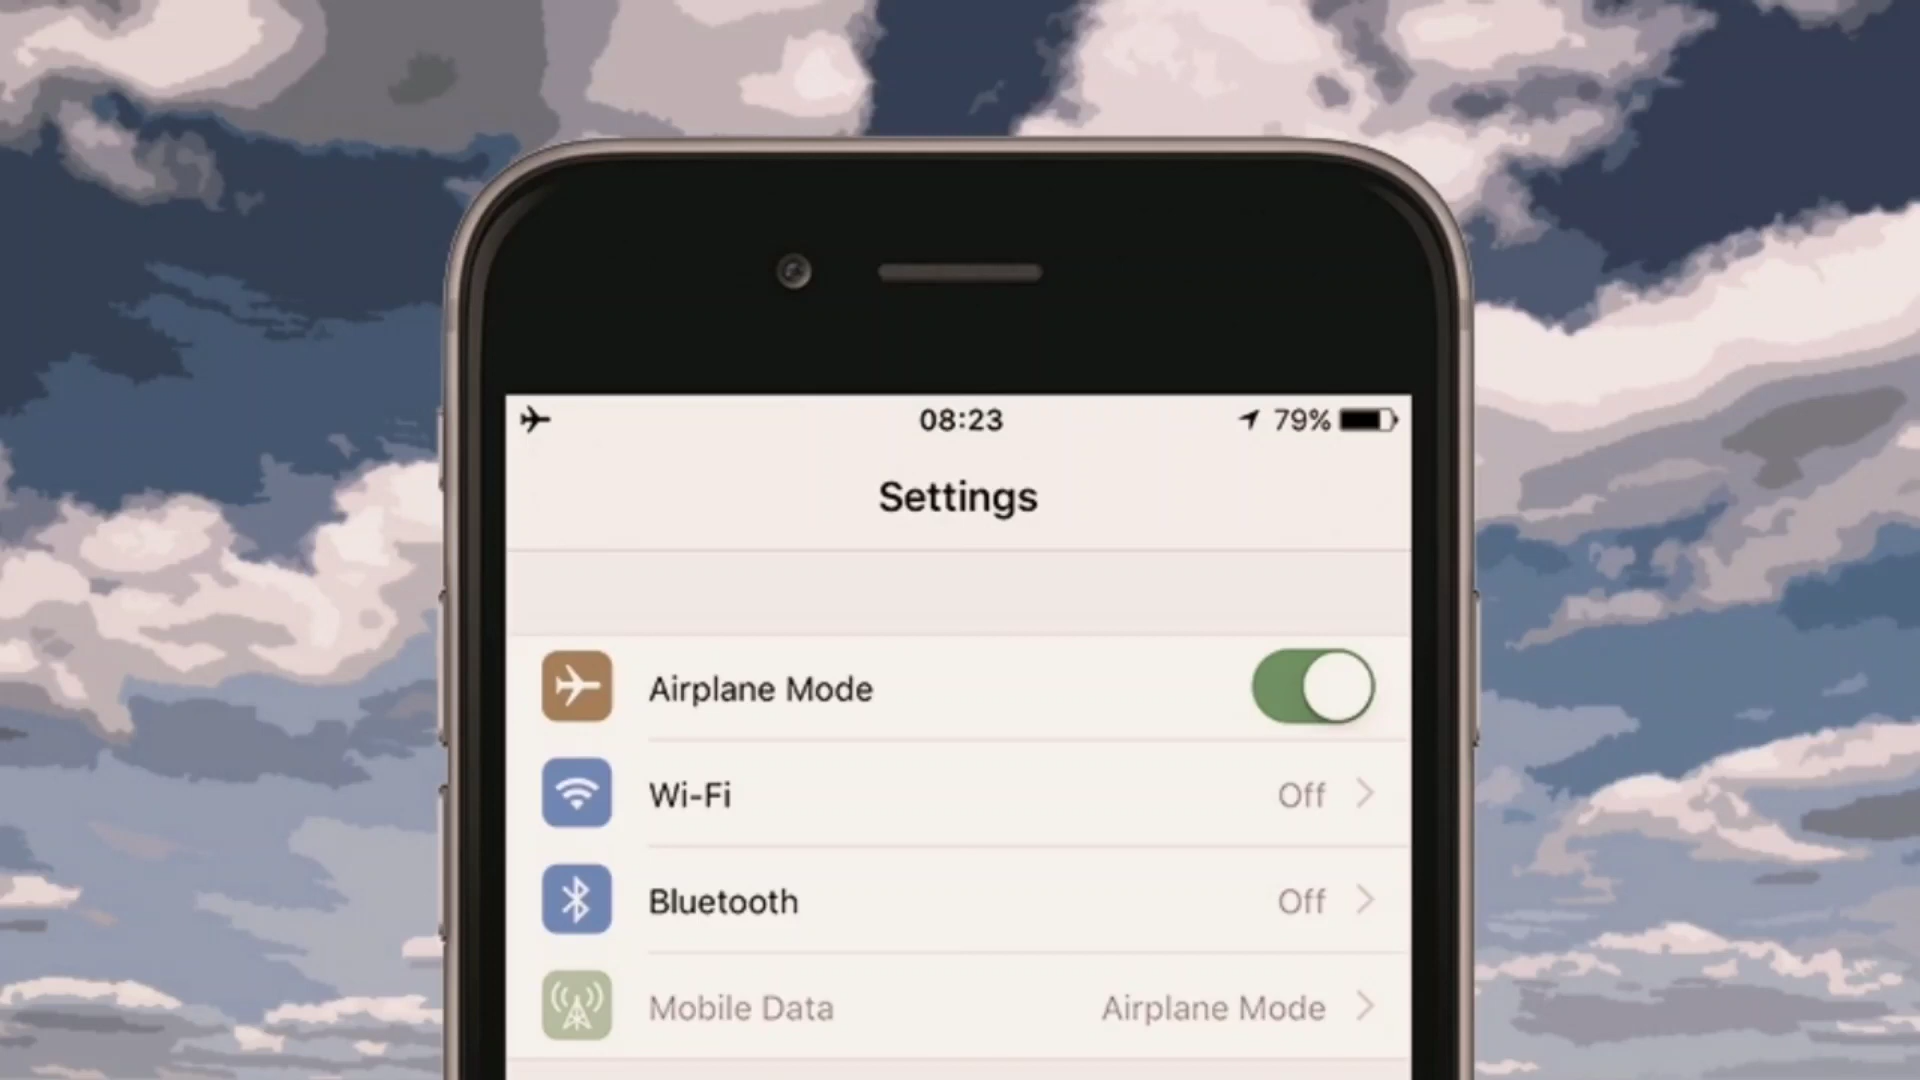 08:23
79%
Settings
Airplane Mode
Wi-Fi Off
Bluetooth Off
Mobile Data Airplane Mode